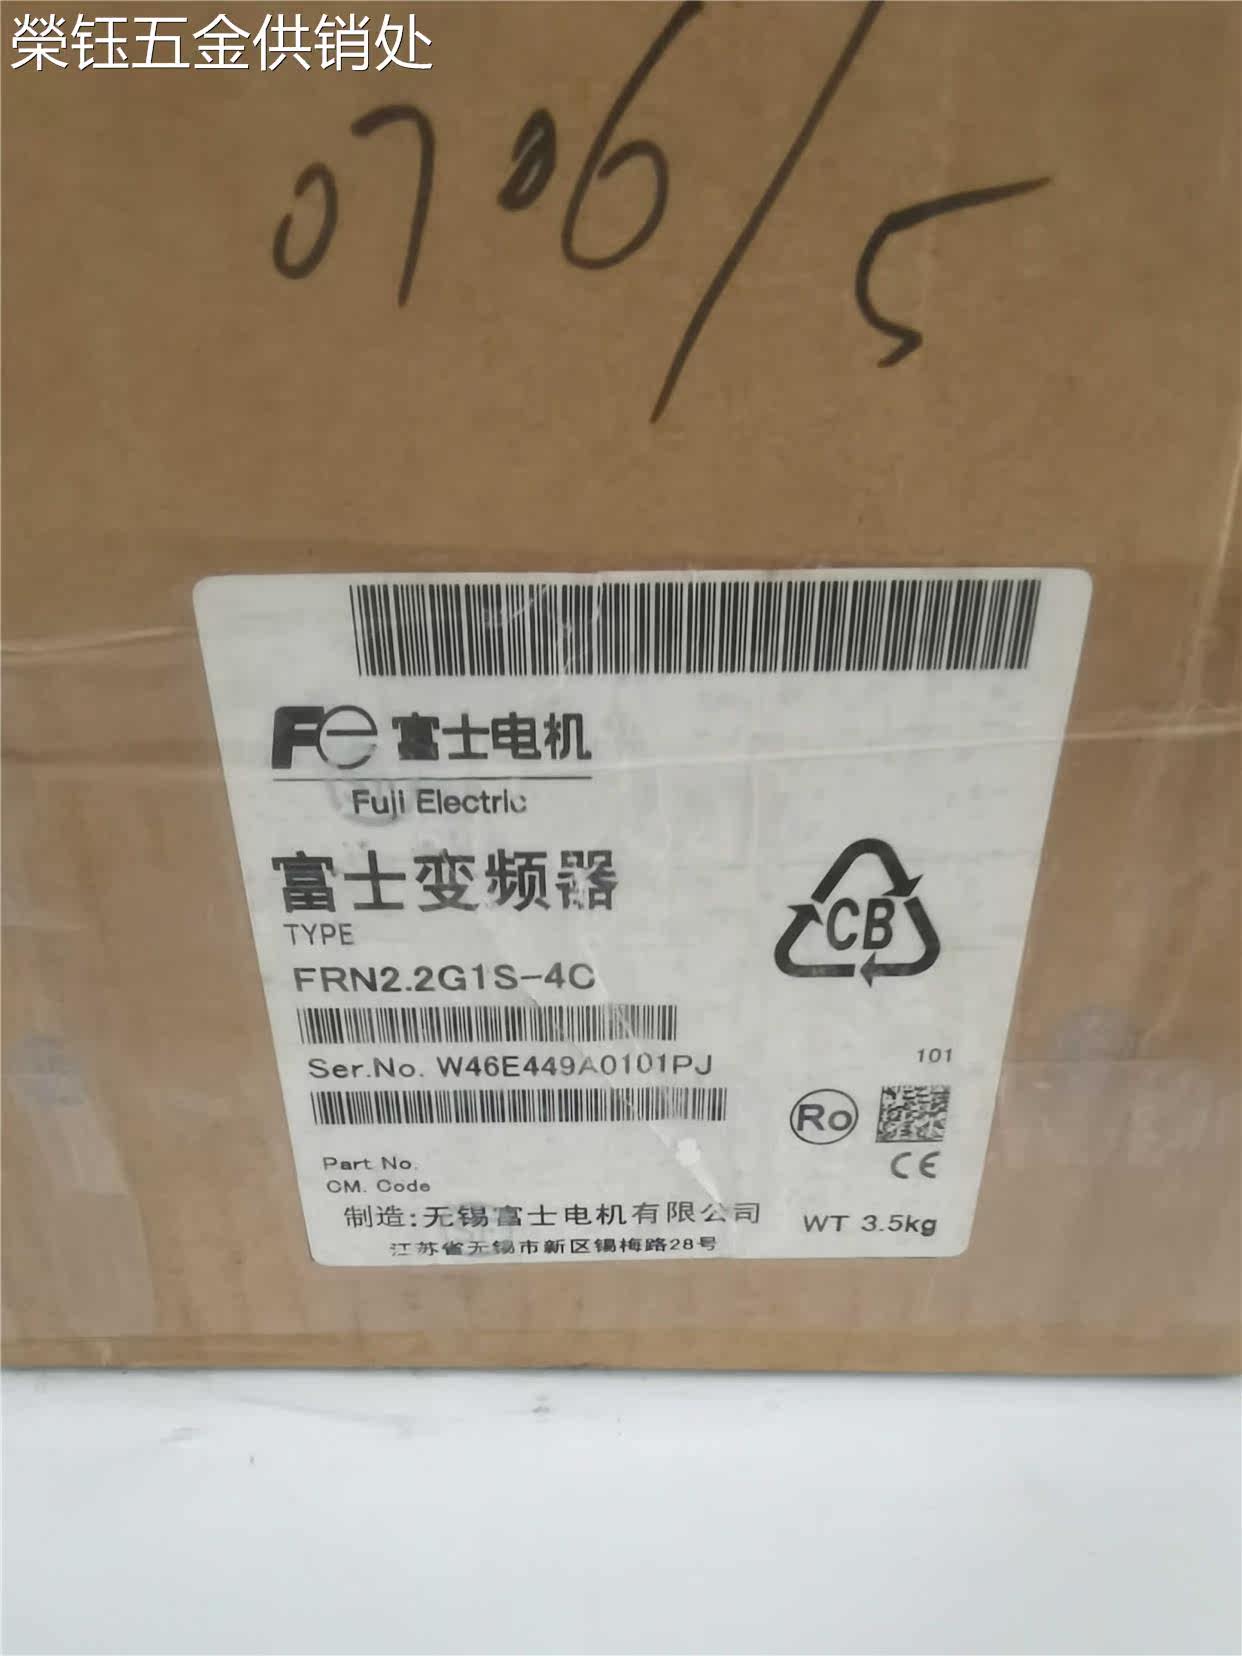 榮钰五金供销处
0706/5
Fe 富士电机
Fuji Electric
富士变频器
TYPE
FRN2.2G1S-4C
Ser.No. W46E449A0101PJ
CB
101
Ro
CE
Part No.
CM. Code
制造:无锡富士电机有限公司
WT 3.5kg
江苏省无锡市新区锡梅路28号